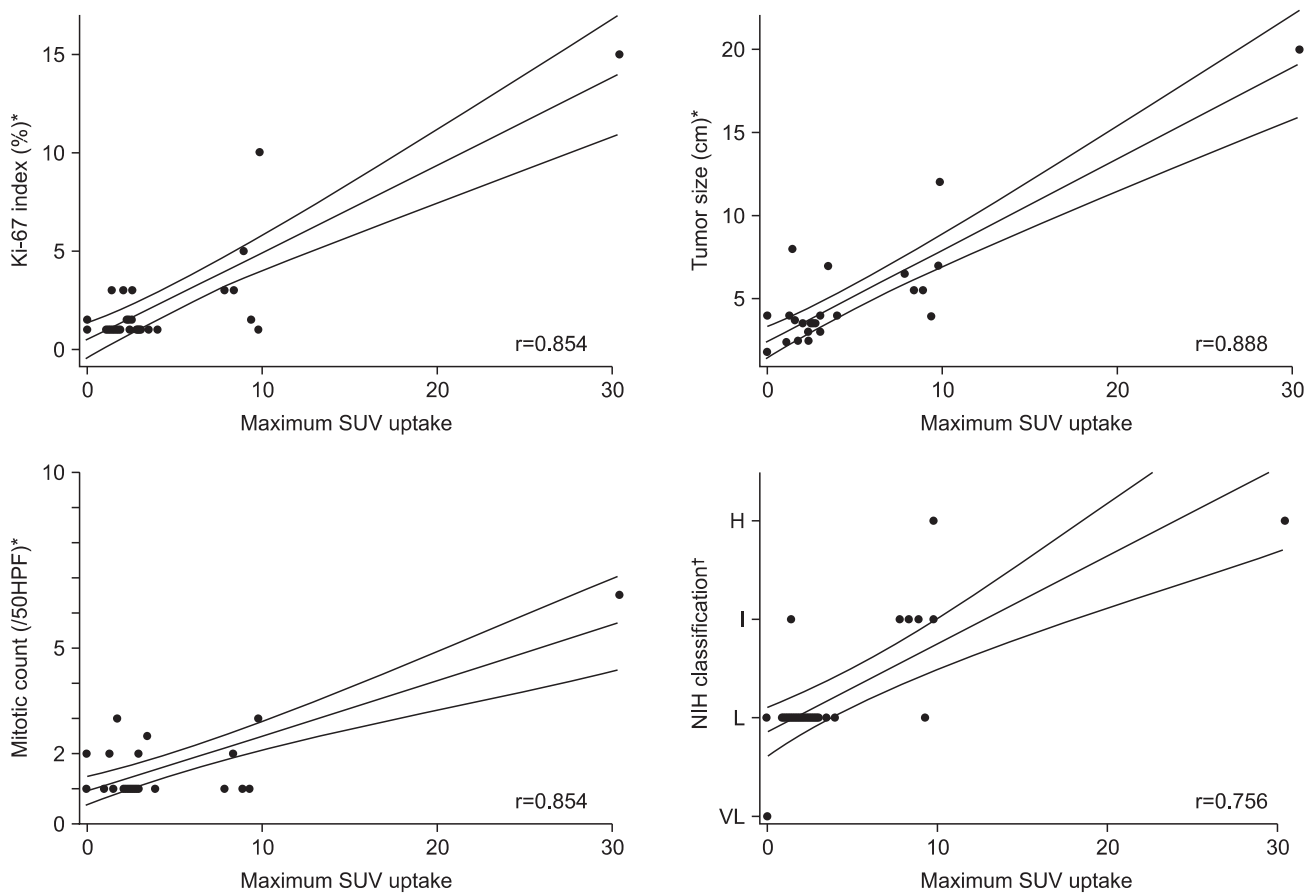 15
10
5
0
Ki-67 index (%)*
r=0.854
0 10 20 30
Maximum SUV uptake
20
15
10
5
Tumor size (cm)*
r=0.888
0 10 20 30
Maximum SUV uptake
10
5
2
0
Mitotic count (/50HPF)*
r=0.854
0 10 20 30
Maximum SUV uptake
H
I
L
VL
NIH classification†
r=0.756
0 10 20 30
Maximum SUV uptake